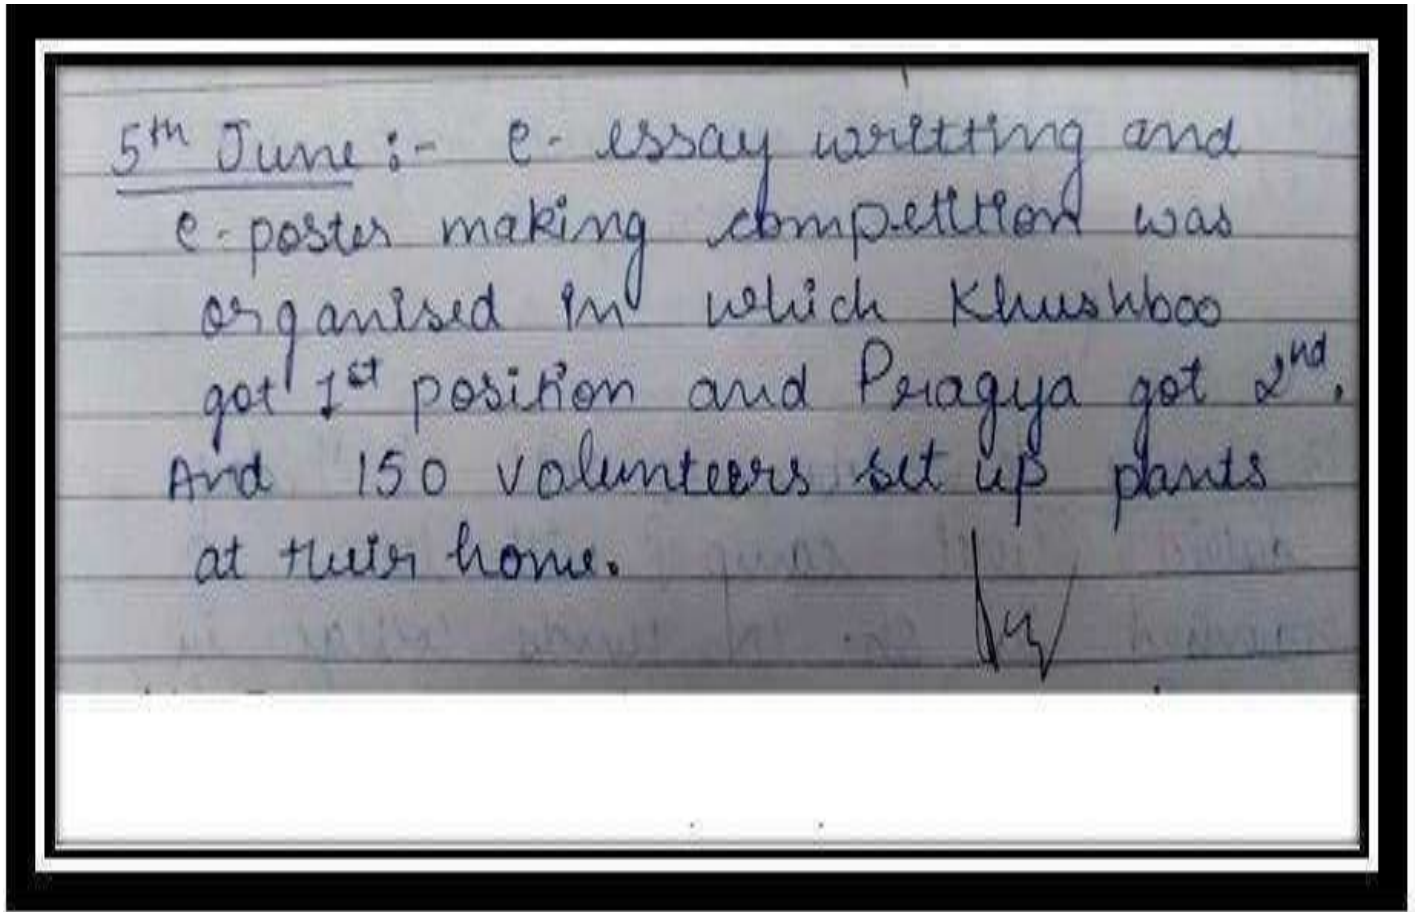 5th June :- e- essay writting and
e-poster making competition was
organised in which Khushboo
got 1st position and Pragya got 2nd.
And 150 volunteers set up pants
at their home.